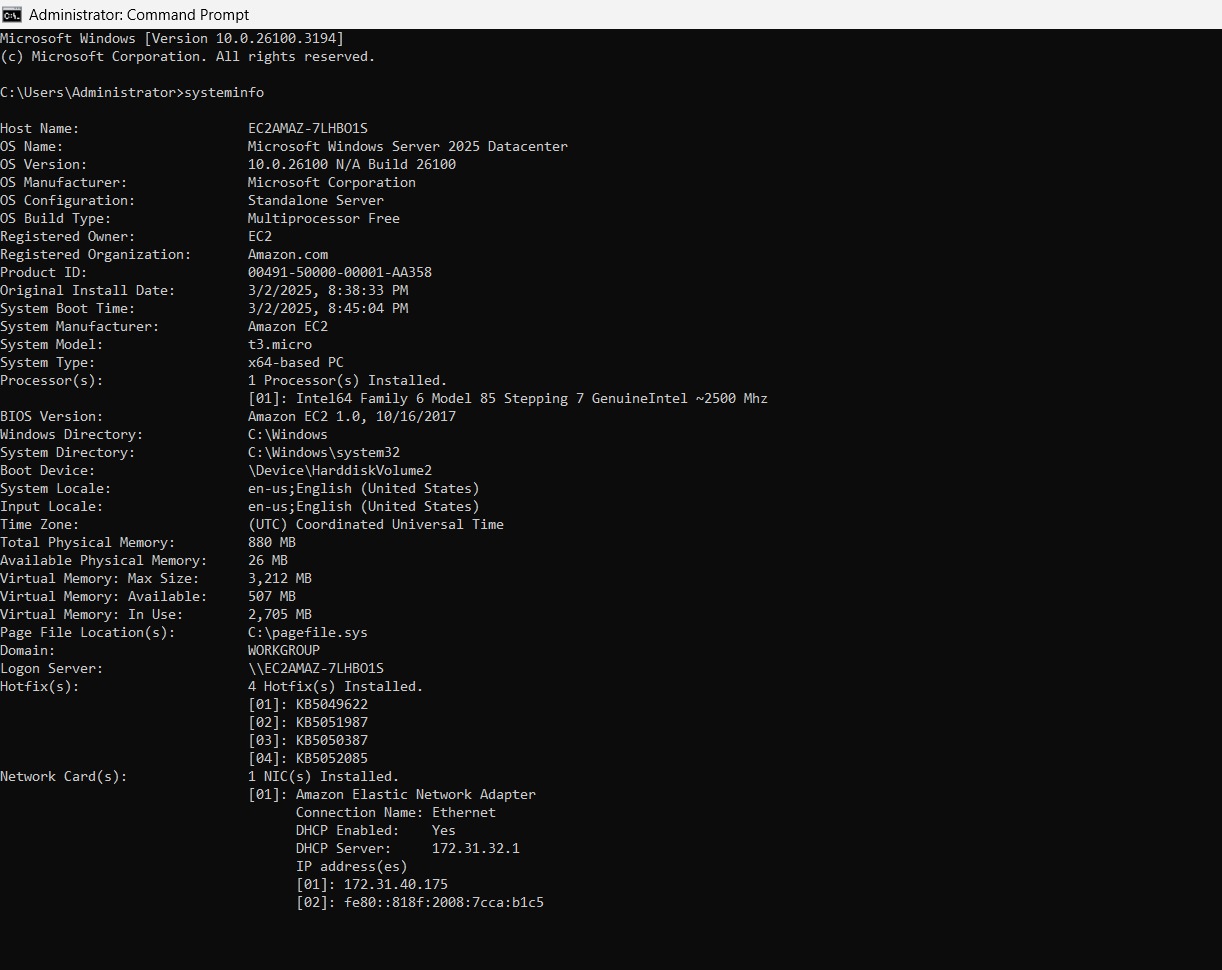 Administrator: Command Prompt
Microsoft Windows [Version 10.0.26100.3194]
(c) Microsoft Corporation. All rights reserved.
C:\Users\Administrator>systeminfo
Host Name: EC2AMAZ-7LHBO1S
OS Name: Microsoft Windows Server 2025 Datacenter
OS Version: 10.0.26100 N/A Build 26100
OS Manufacturer: Microsoft Corporation
OS Configuration: Standalone Server
OS Build Type: Multiprocessor Free
Registered Owner: EC2
Registered Organization: Amazon.com
Product ID: 00491-50000-00001-AA358
Original Install Date: 3/2/2025, 8:38:33 PM
System Boot Time: 3/2/2025, 8:45:04 PM
System Manufacturer: Amazon EC2
System Model: t3.micro
System Type: x64-based PC
Processor(s): 1 Processor(s) Installed.
[01]: Intel64 Family 6 Model 85 Stepping 7 GenuineIntel ~2500 Mhz
BIOS Version: Amazon EC2 1.0, 10/16/2017
Windows Directory: C:\Windows
System Directory: C:\Windows\system32
Boot Device: \Device\HarddiskVolume2
System Locale: en-us;English (United States)
Input Locale: en-us;English (United States)
Time Zone: (UTC) Coordinated Universal Time
Total Physical Memory: 880 MB
Available Physical Memory: 26 MB
Virtual Memory: Max Size: 3,212 MB
Virtual Memory: Available: 507 MB
Virtual Memory: In Use: 2,705 MB
Page File Location(s): C:\pagefile.sys
Domain: WORKGROUP
Logon Server: \\EC2AMAZ-7LHBO1S
Hotfix(s): 4 Hotfix(s) Installed.
[01]: KB5049622
[02]: KB5051987
[03]: KB5050387
[04]: KB5052085
Network Card(s): 1 NIC(s) Installed.
[01]: Amazon Elastic Network Adapter
Connection Name: Ethernet
DHCP Enabled: Yes
DHCP Server: 172.31.32.1
IP address(es)
[01]: 172.31.40.175
[02]: fe80::818f:2008:7cca:b1c5